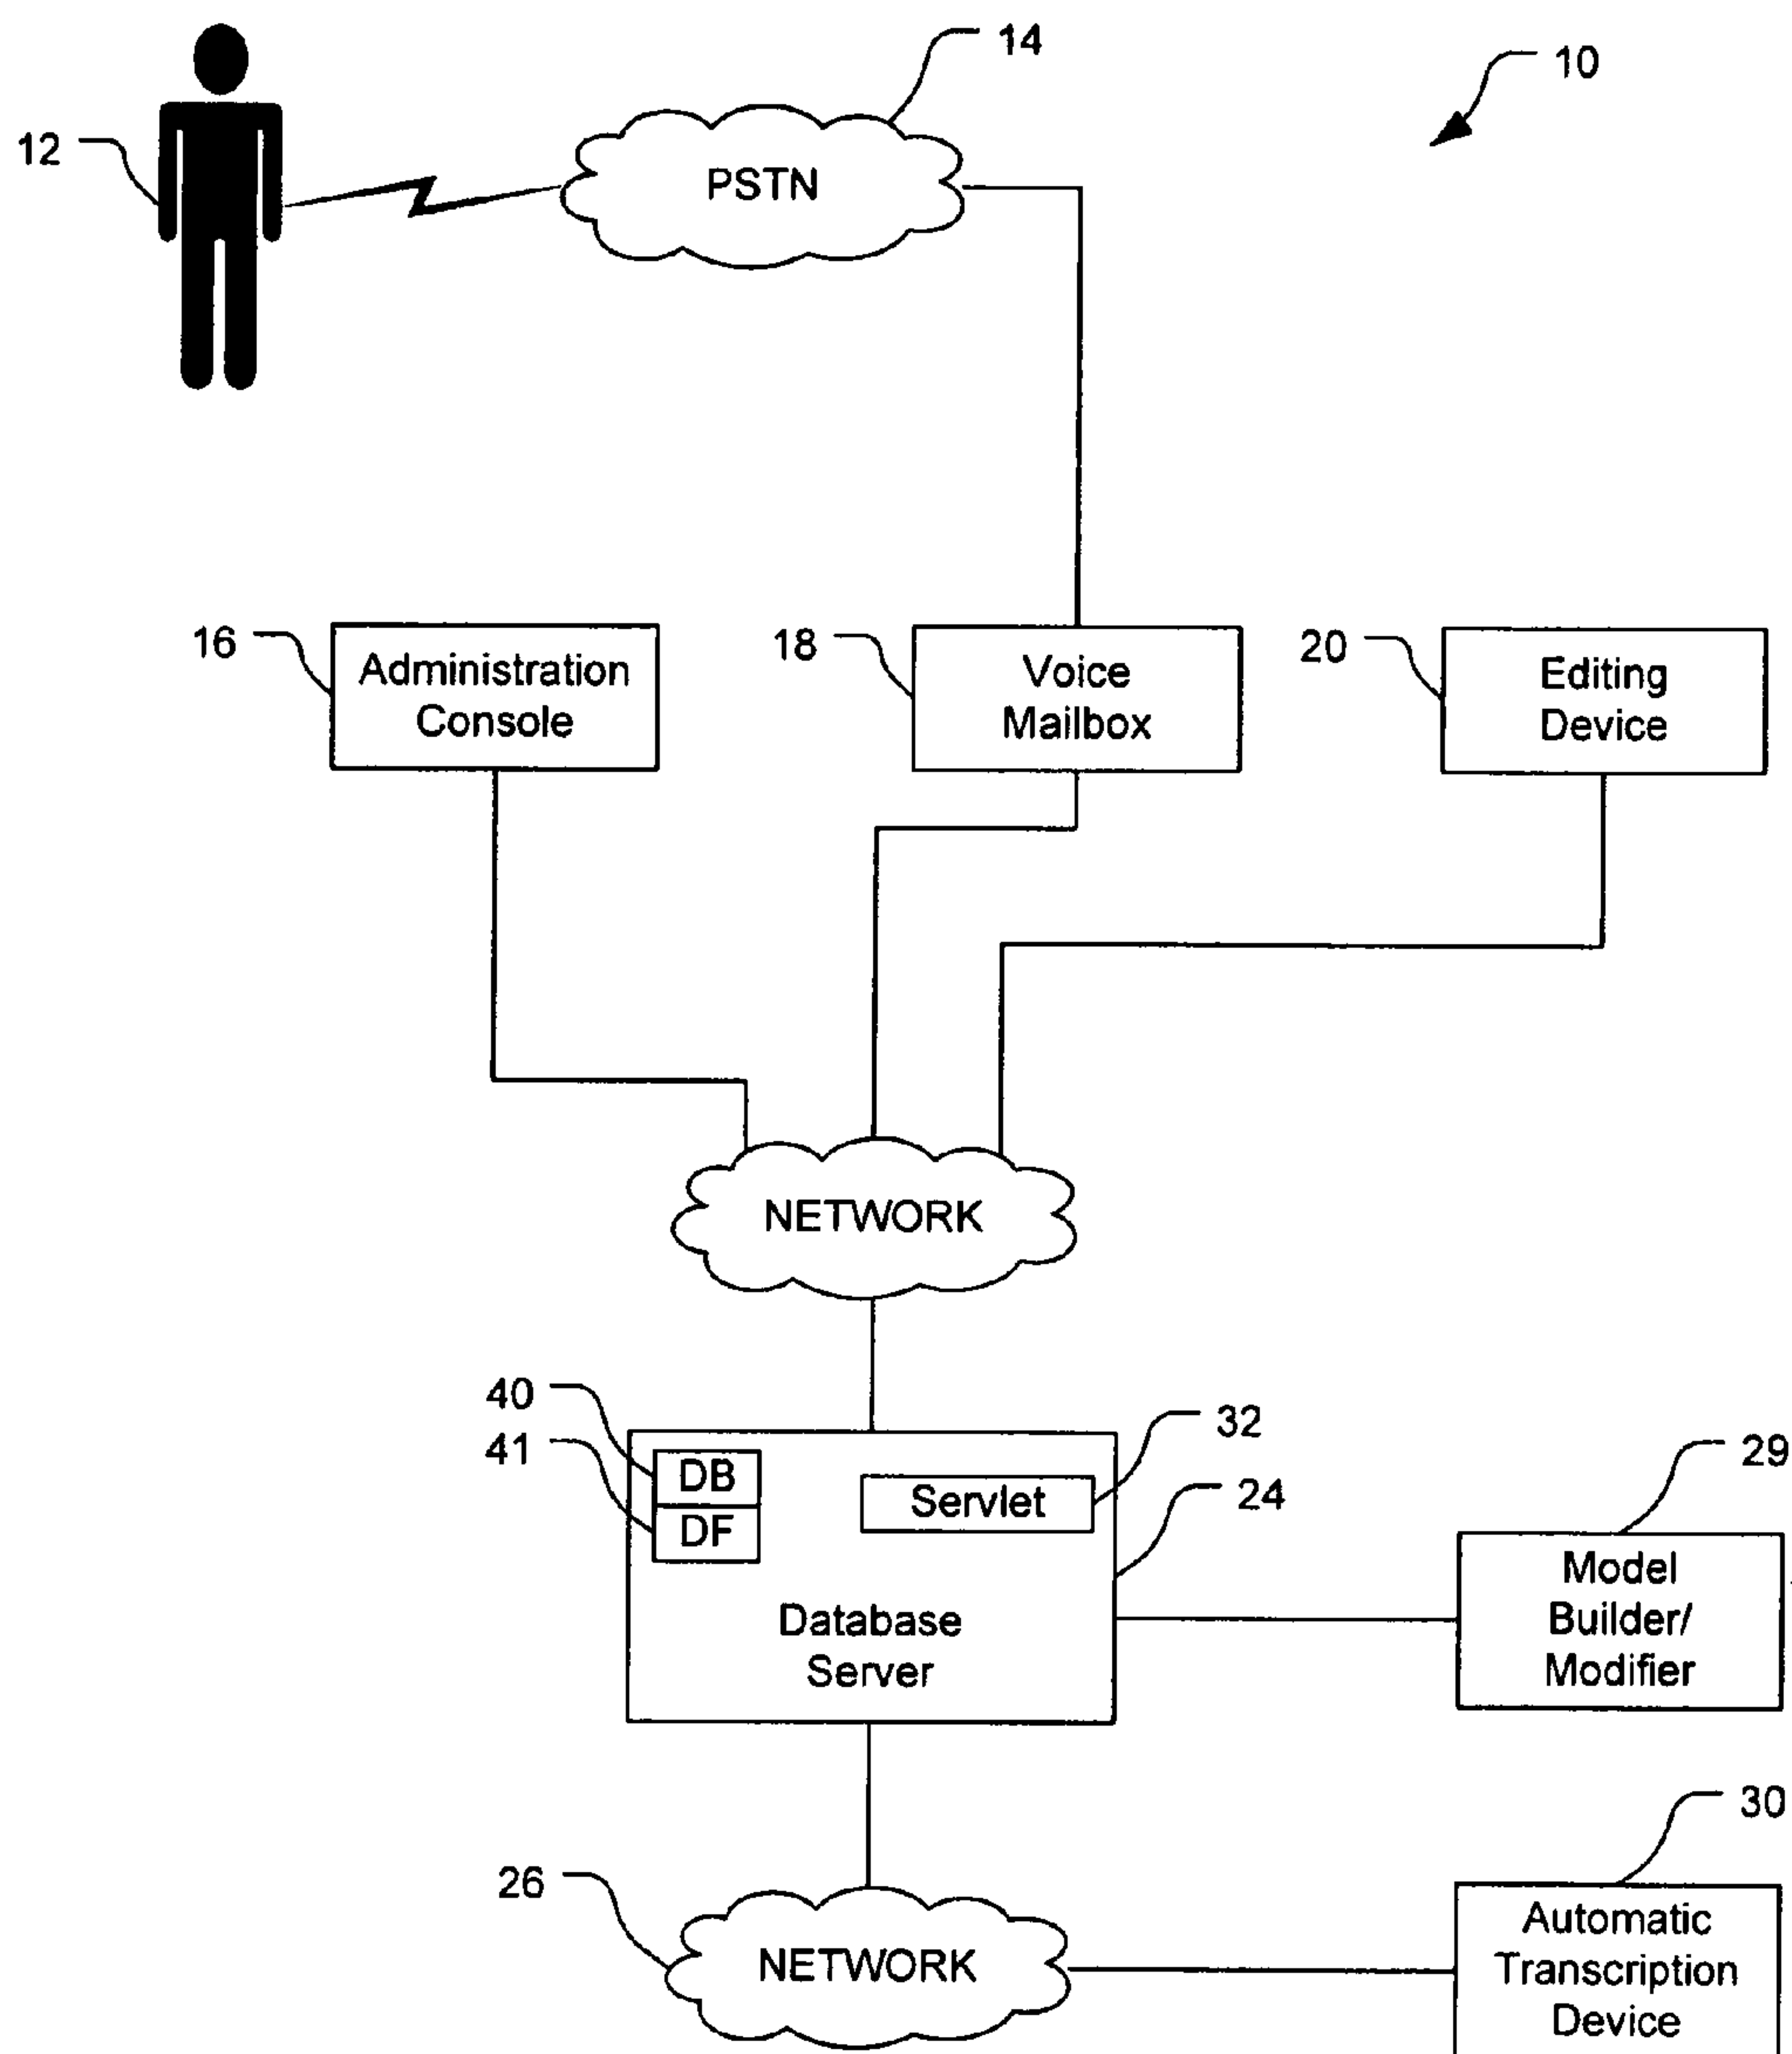 14
10
12
PSTN
16
Administration
Console
18
Voice
Mailbox
20
Editing
Device
NETWORK
40
41
DB
DF
Servlet
32
24
Database
Server
29
Model
Builder/
Modifier
30
26
NETWORK
Automatic
Transcription
Device